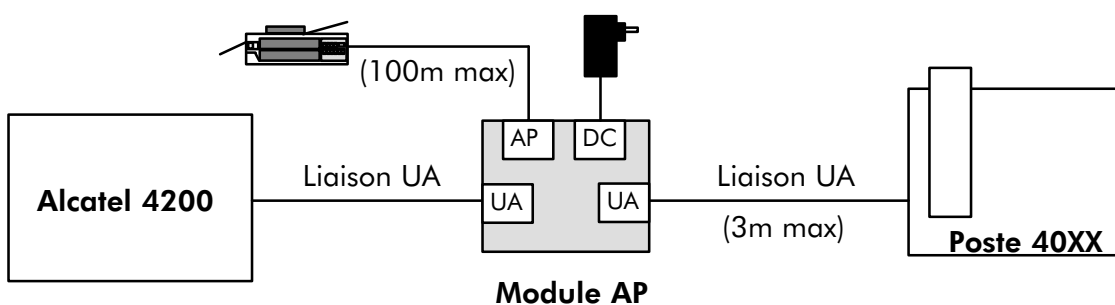 (100m max)
AP
DC
Alcatel 4200
Liaison UA
UA
UA
Liaison UA
(3m max)
Poste 40XX
Module AP